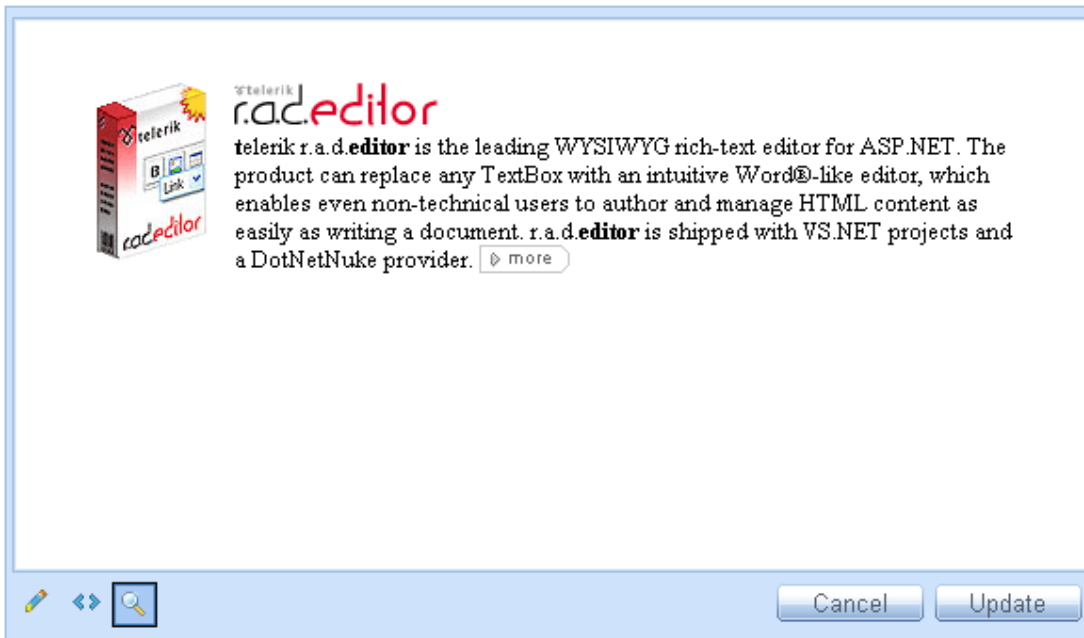 telerik
r.a.d.editor
telerik
B
Link
r.a.d.editor
telerik r.a.d.editor is the leading WYSIWYG rich-text editor for ASP.NET. The
product can replace any TextBox with an intuitive Word®-like editor, which
enables even non-technical users to author and manage HTML content as
easily as writing a document. r.a.d.editor is shipped with VS.NET projects and
a DotNetNuke provider. more
Cancel Update